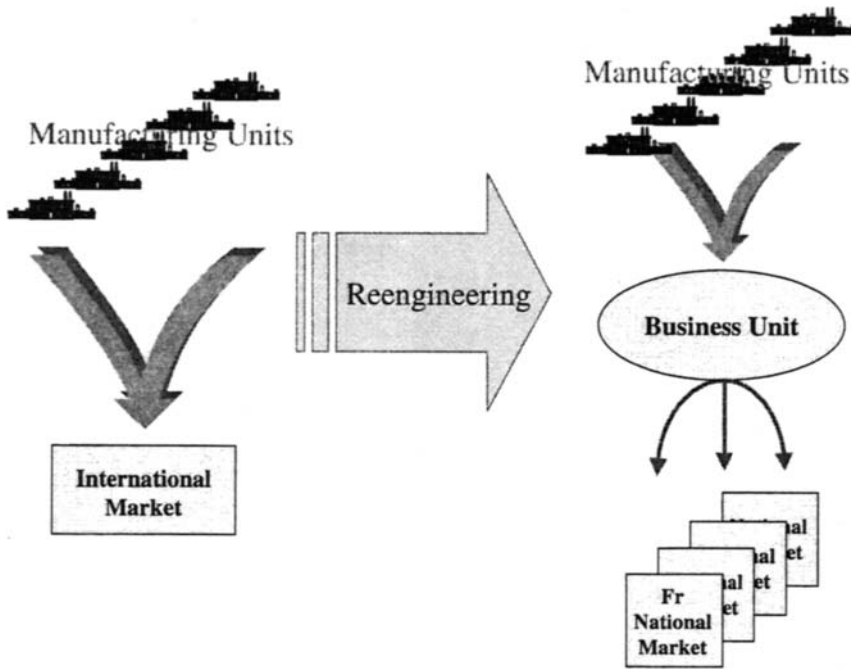 Manufacturing Units
Manufacturing Units
Reengineering
Business Unit
International
Market
Fr
National
Market